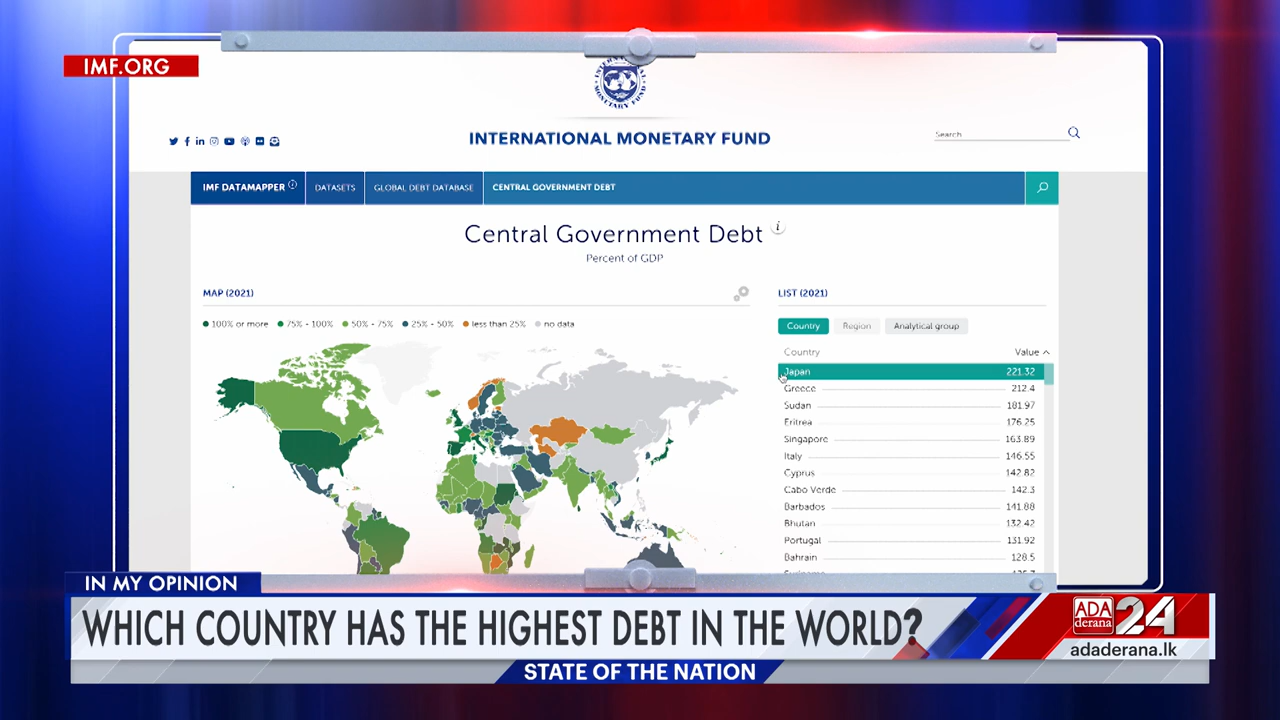 IMF.ORG
INTERNATIONAL MONETARY FUND
INTERNATIONAL MONETARY FUND
Search
IMF DATAMAPPER DATASETS GLOBAL DEBT DATABASE CENTRAL GOVERNMENT DEBT
Central Government Debt
Percent of GDP
MAP (2021)
LIST (2021)
100% or more 75% - 100% 50% - 75% 25% - 50% less than 25% no data
Country Region Analytical group
Country Value
Japan 221.32
Greece 212.4
Sudan 181.97
Eritrea 176.25
Singapore 163.89
Italy 146.55
Cyprus 142.82
Cabo Verde 142.3
Barbados 141.88
Bhutan 132.42
Portugal 131.92
Bahrain 128.5
IN MY OPINION
WHICH COUNTRY HAS THE HIGHEST DEBT IN THE WORLD?
ADA
derana 24
adaderana.lk
STATE OF THE NATION